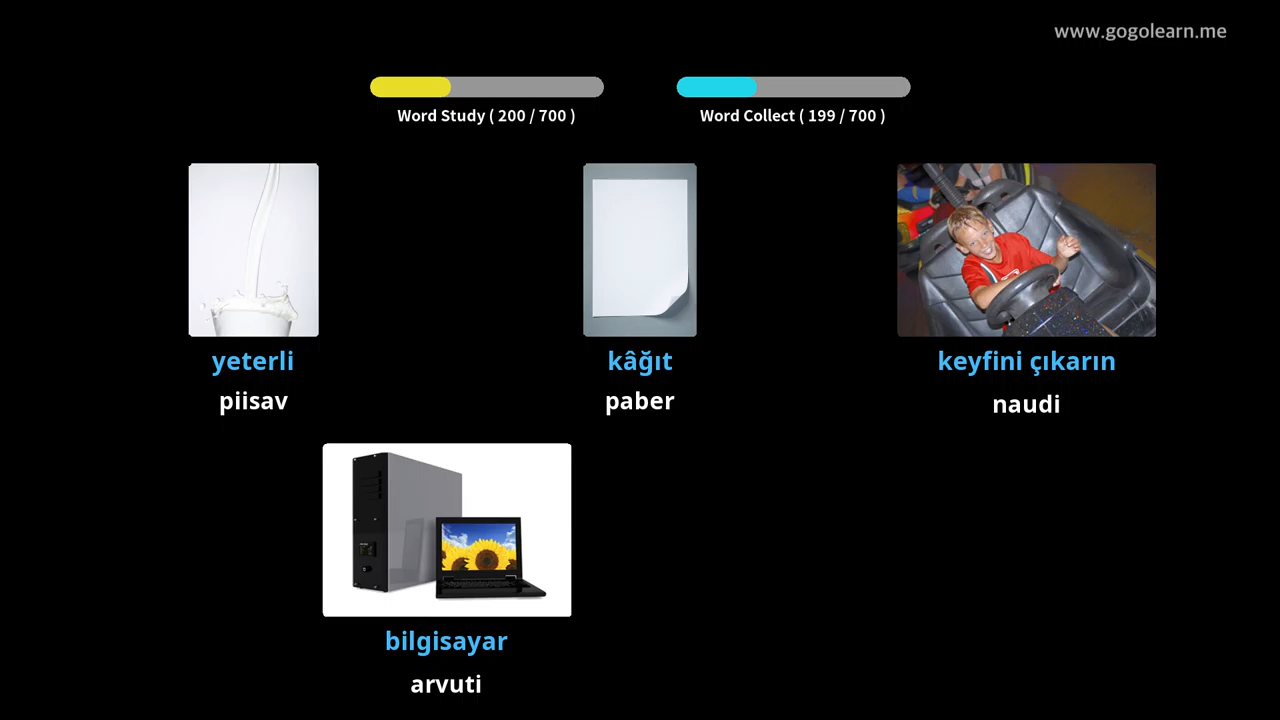 www.gogolearn.me
Word Study ( 200 / 700 )
Word Collect ( 199 / 700 )
yeterli
piisav
kâğıt
paber
keyfini çıkarın
naudi
bilgisayar
arvuti